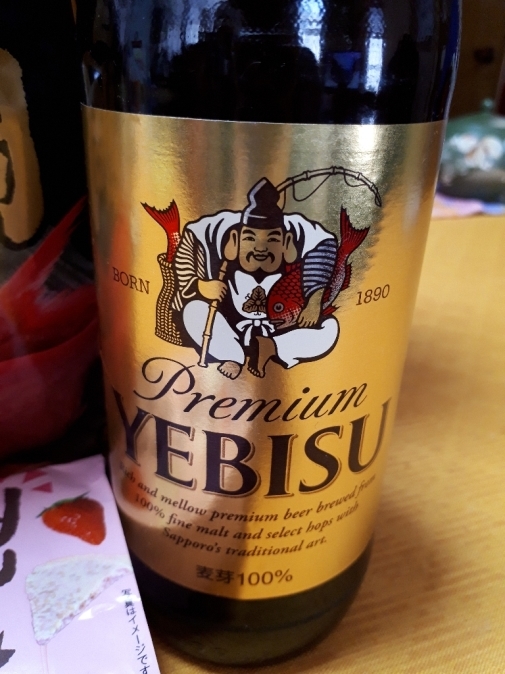 BORN
1890
Premium
YEBISU
and mellow premium beer brewed from
100% fine malt and select hops with
Sapporo's traditional art.
麦芽100%